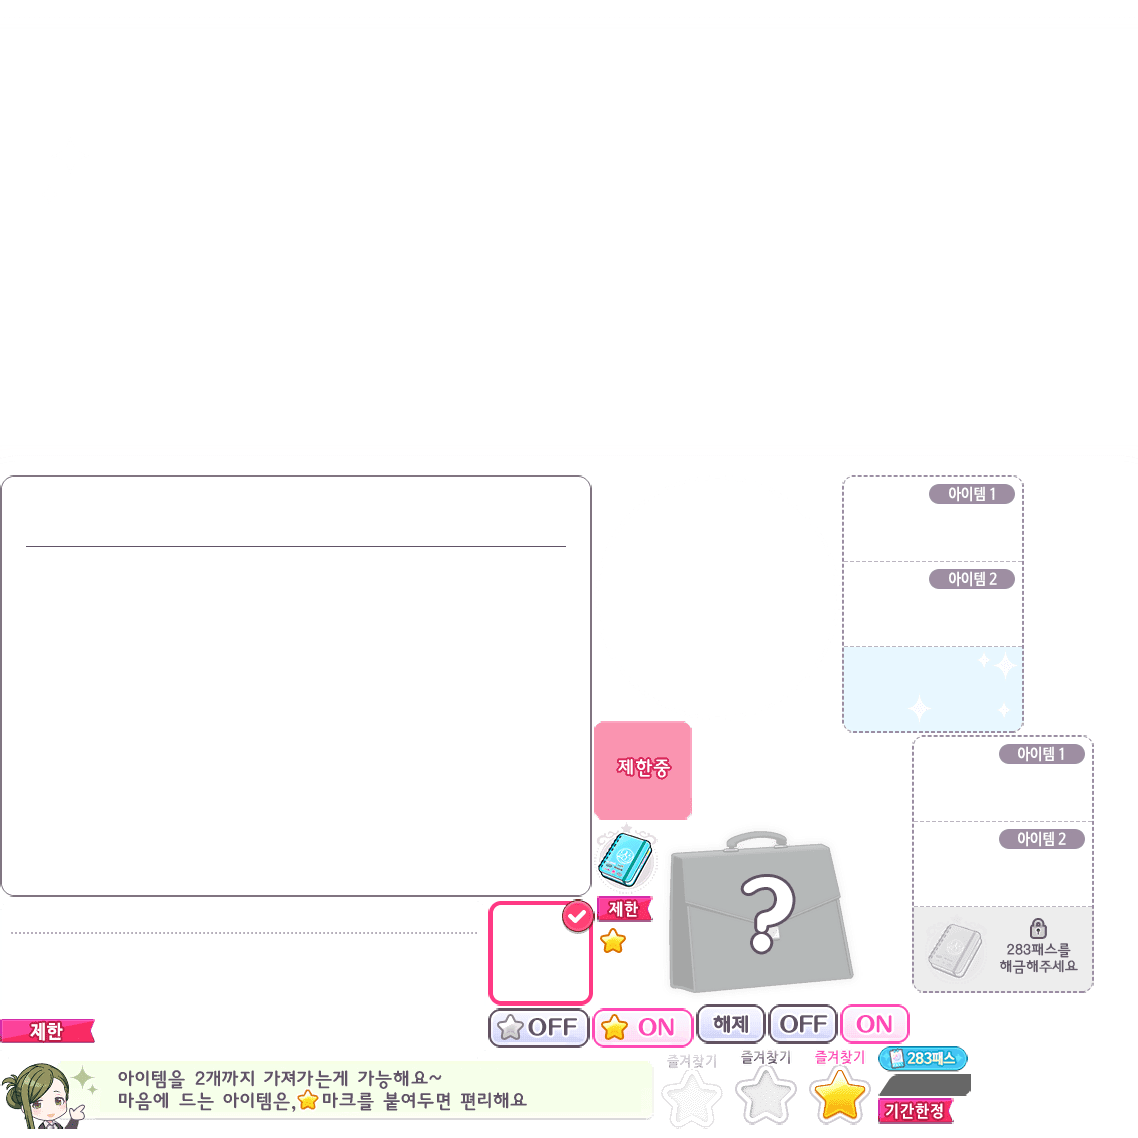 아이템 1
아이템 2
제한중
아이템 1
아이템 2
제한
283패스를
해금해주세요
제한
OFF
ON
해제
OFF
ON
아이템을 2개까지 가져가는게 가능해요~
마음에 드는 아이템은, 마크를 붙여두면 편리해요
즐겨찾기
즐겨찾기
즐겨찾기
283패스
기간한정